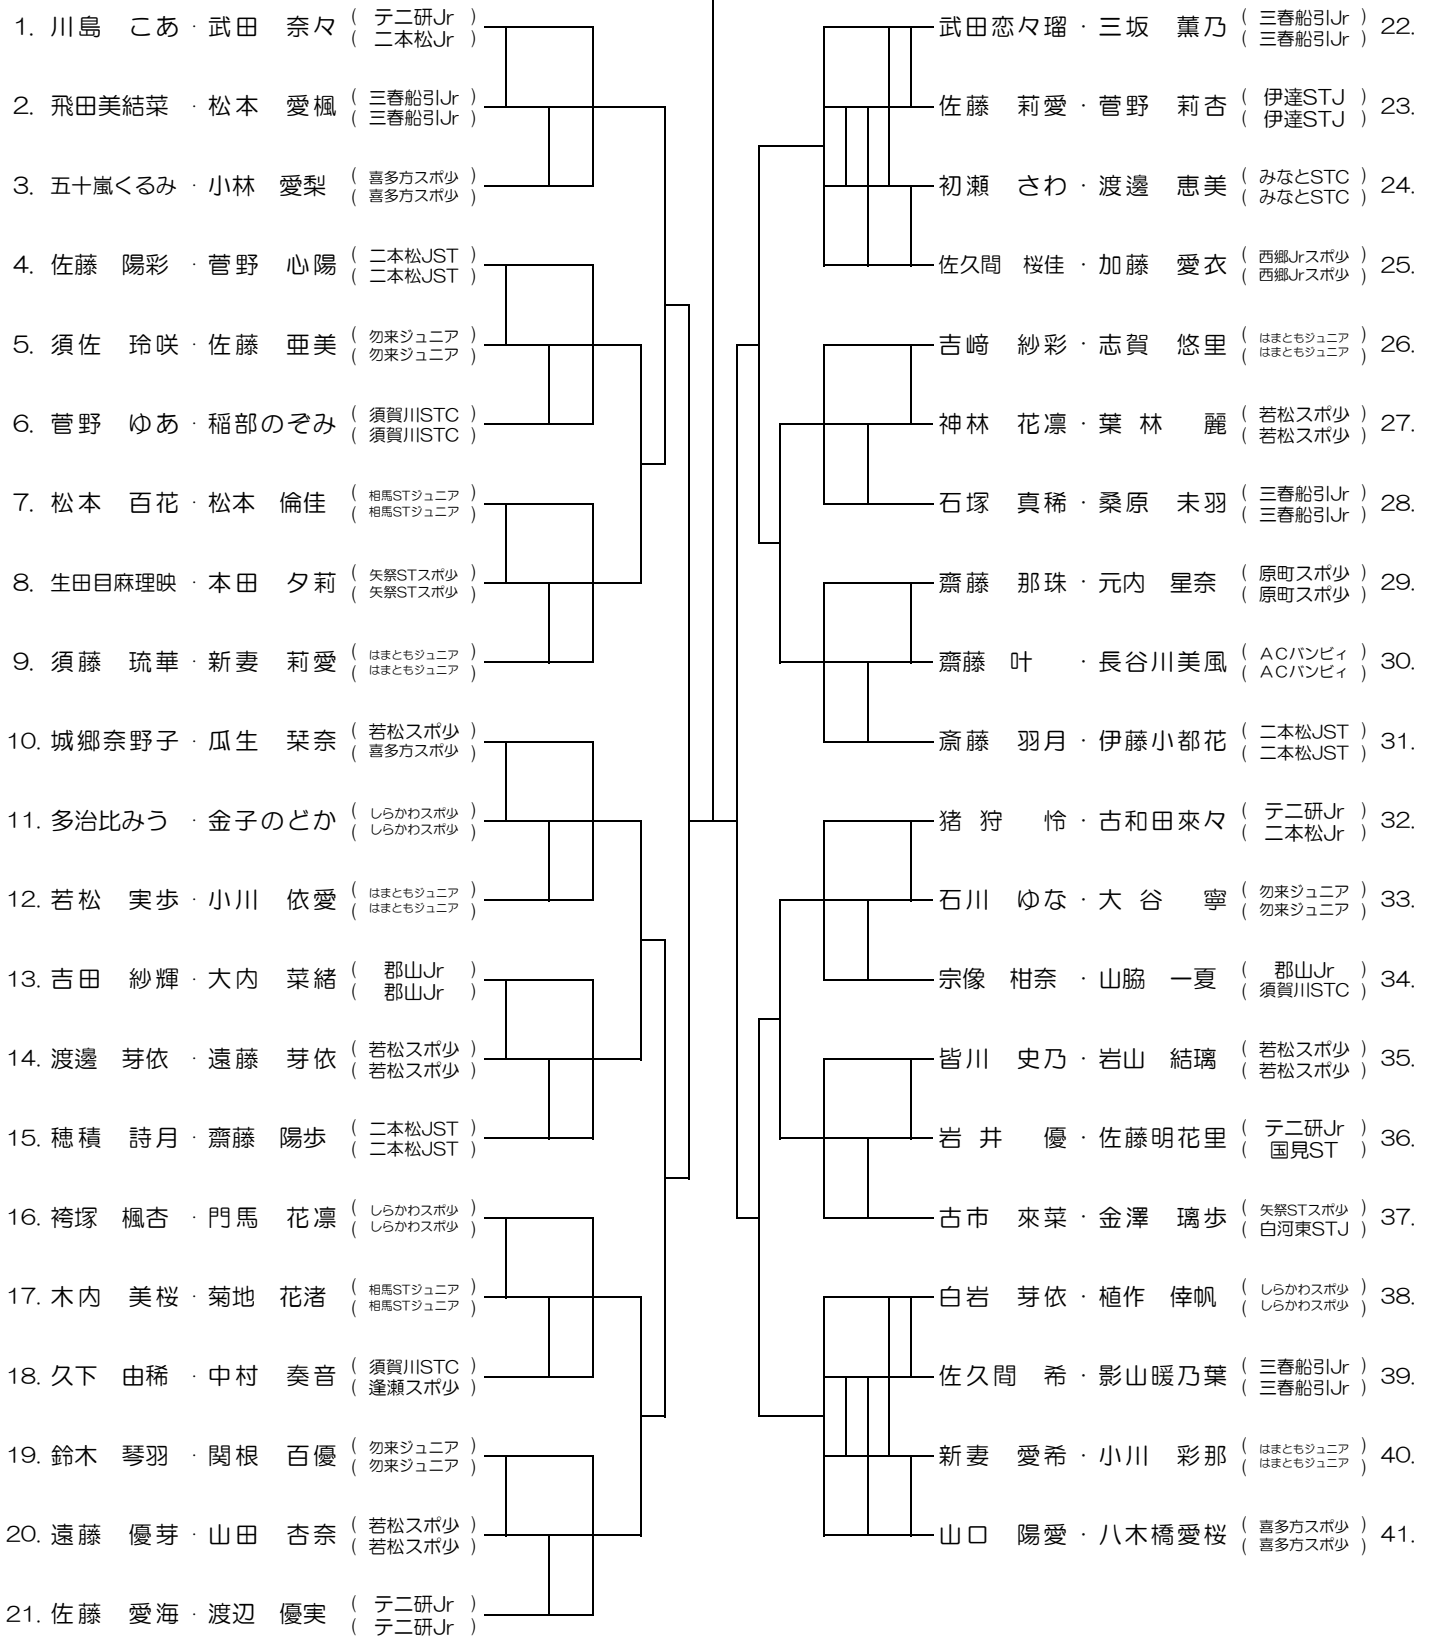 1. 川島 こあ ・ 武田 奈々 ( テニ研Jr )
( 二本松Jr )
2. 飛田美結菜 ・ 松本 愛楓 ( 三春船引Jr )
( 三春船引Jr )
3. 五十嵐くるみ ・ 小林 愛梨 ( 喜多方スポ少 )
( 喜多方スポ少 )
4. 佐藤 陽彩 ・ 菅野 心陽 ( 二本松JST )
( 二本松JST )
5. 須佐 玲咲 ・ 佐藤 亜美 ( 勿来ジュニア )
( 勿来ジュニア )
6. 菅野 ゆあ ・ 稲部のぞみ ( 須賀川STC )
( 須賀川STC )
7. 松本 百花 ・ 松本 倫佳 ( 相馬STジュニア )
( 相馬STジュニア )
8. 生田目麻理映 ・ 本田 夕莉 ( 矢祭STスポ少 )
( 矢祭STスポ少 )
9. 須藤 琉華 ・ 新妻 莉愛 ( はまともジュニア )
( はまともジュニア )
10. 城郷奈野子 ・ 瓜生 栞奈 ( 若松スポ少 )
( 喜多方スポ少 )
11. 多治比みう ・ 金子のどか ( しらかわスポ少 )
( しらかわスポ少 )
12. 若松 実歩 ・ 小川 依愛 ( はまともジュニア )
( はまともジュニア )
13. 吉田 紗輝 ・ 大内 菜緒 ( 郡山Jr )
( 郡山Jr )
14. 渡邊 芽依 ・ 遠藤 芽依 ( 若松スポ少 )
( 若松スポ少 )
15. 穂積 詩月 ・ 齋藤 陽歩 ( 二本松JST )
( 二本松JST )
16. 袴塚 楓杏 ・ 門馬 花凛 ( しらかわスポ少 )
( しらかわスポ少 )
17. 木内 美桜 ・ 菊地 花渚 ( 相馬STジュニア )
( 相馬STジュニア )
18. 久下 由稀 ・ 中村 奏音 ( 須賀川STC )
( 逢瀬スポ少 )
19. 鈴木 琴羽 ・ 関根 百優 ( 勿来ジュニア )
( 勿来ジュニア )
20. 遠藤 優芽 ・ 山田 杏奈 ( 若松スポ少 )
( 若松スポ少 )
21. 佐藤 愛海 ・ 渡辺 優実 ( テニ研Jr )
( テニ研Jr )
武田恋々瑠 ・ 三坂 薫乃 ( 三春船引Jr ) 22.
( 三春船引Jr )
佐藤 莉愛 ・ 菅野 莉杏 ( 伊達STJ ) 23.
( 伊達STJ )
初瀬 さわ ・ 渡邊 恵美 ( みなとSTC ) 24.
( みなとSTC )
佐久間 桜佳 ・ 加藤 愛衣 ( 西郷Jrスポ少 ) 25.
( 西郷Jrスポ少 )
吉﨑 紗彩 ・ 志賀 悠里 ( はまともジュニア ) 26.
( はまともジュニア )
神林 花凛 ・ 葉林 麗 ( 若松スポ少 ) 27.
( 若松スポ少 )
石塚 真稀 ・ 桑原 未羽 ( 三春船引Jr ) 28.
( 三春船引Jr )
齋藤 那珠 ・ 元内 星奈 ( 原町スポ少 ) 29.
( 原町スポ少 )
齋藤 叶 ・ 長谷川美風 ( ACバンビィ ) 30.
( ACバンビィ )
斎藤 羽月 ・ 伊藤小都花 ( 二本松JST ) 31.
( 二本松JST )
猪狩 怜 ・ 古和田來々 ( テニ研Jr ) 32.
( 二本松Jr )
石川 ゆな ・ 大谷 寧 ( 勿来ジュニア ) 33.
( 勿来ジュニア )
宗像 柑奈 ・ 山脇 一夏 ( 郡山Jr ) 34.
( 須賀川STC )
皆川 史乃 ・ 岩山 結璃 ( 若松スポ少 ) 35.
( 若松スポ少 )
岩井 優 ・ 佐藤明花里 ( テニ研Jr ) 36.
( 国見ST )
古市 來菜 ・ 金澤 璃歩 ( 矢祭STスポ少 ) 37.
( 白河東STJ )
白岩 芽依 ・ 植作 倖帆 ( しらかわスポ少 ) 38.
( しらかわスポ少 )
佐久間 希 ・ 影山暖乃葉 ( 三春船引Jr ) 39.
( 三春船引Jr )
新妻 愛希 ・ 小川 彩那 ( はまともジュニア ) 40.
( はまともジュニア )
山口 陽愛 ・ 八木橋愛桜 ( 喜多方スポ少 ) 41.
( 喜多方スポ少 )